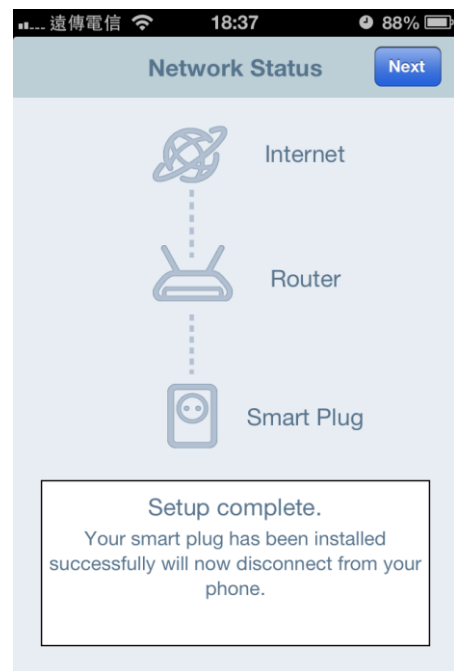 遠傳電信 18:37 88%
Network Status Next
Internet
Router
Smart Plug
Setup complete.
Your smart plug has been installed
successfully will now disconnect from your
phone.